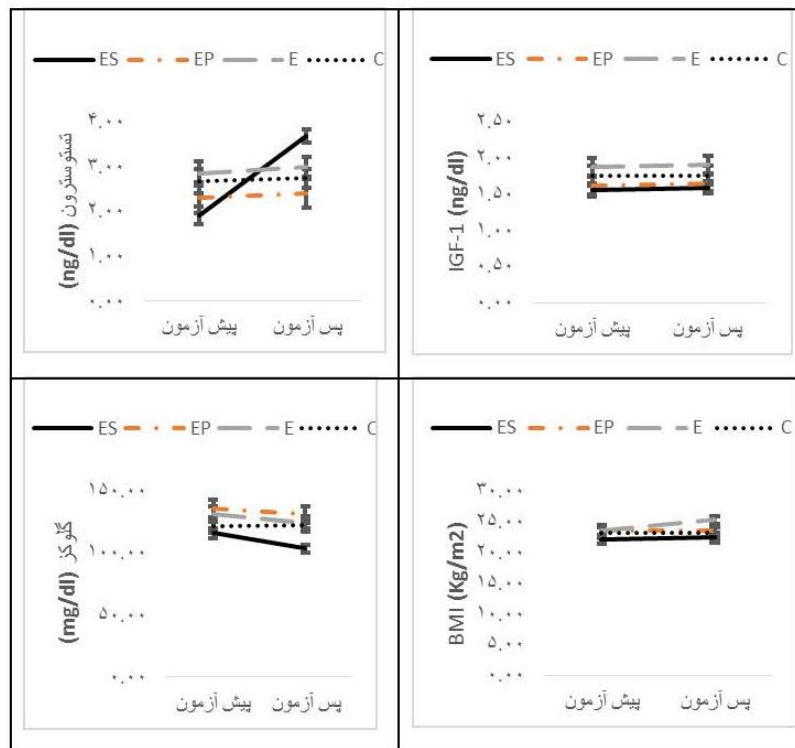 ES EP E C
۴.۰۰
۳.۰۰
۲.۰۰
۱.۰۰
۰.۰۰
تستوسترون (ng/dl)
پیش آزمون پس آزمون
ES EP E C
۲.۵۰
۲.۰۰
۱.۵۰
۱.۰۰
۰.۵۰
۰.۰۰
IGF-1 (ng/dl)
پیش آزمون پس آزمون
ES EP E C
۱۵۰.۰۰
۱۰۰.۰۰
۵۰.۰۰
۰.۰۰
گلوکز (mg/dl)
پیش آزمون پس آزمون
ES EP E C
۳۰.۰۰
۲۵.۰۰
۲۰.۰۰
۱۵.۰۰
۱۰.۰۰
۵.۰۰
۰.۰۰
BMI (Kg/m2)
پیش آزمون پس آزمون